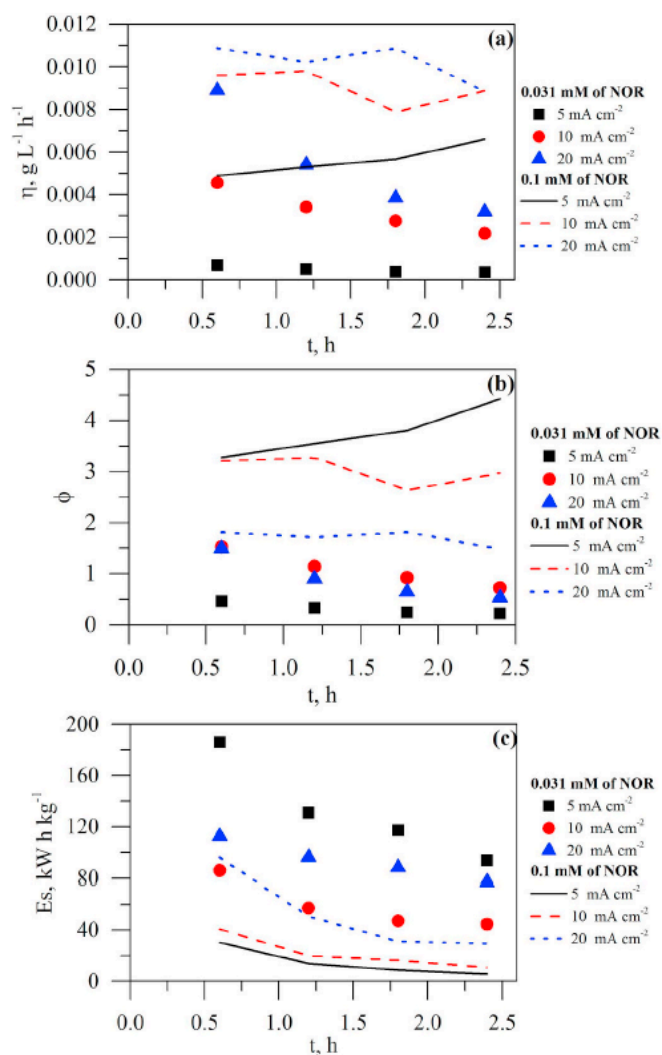 0.012
0.010
0.008
0.006
0.004
0.002
0.000
η, g L⁻¹ h⁻¹
(a)
0.0 0.5 1.0 1.5 2.0 2.5
t, h
0.031 mM of NOR
5 mA cm⁻²
10 mA cm⁻²
20 mA cm⁻²
0.1 mM of NOR
5 mA cm⁻²
10 mA cm⁻²
20 mA cm⁻²
5
4
3
2
1
0
ϕ
(b)
0.0 0.5 1.0 1.5 2.0 2.5
t, h
0.031 mM of NOR
5 mA cm⁻²
10 mA cm⁻²
20 mA cm⁻²
0.1 mM of NOR
5 mA cm⁻²
10 mA cm⁻²
20 mA cm⁻²
200
160
120
80
40
0
Es, kW h kg⁻¹
(c)
0.0 0.5 1.0 1.5 2.0 2.5
t, h
0.031 mM of NOR
5 mA cm⁻²
10 mA cm⁻²
20 mA cm⁻²
0.1 mM of NOR
5 mA cm⁻²
10 mA cm⁻²
20 mA cm⁻²